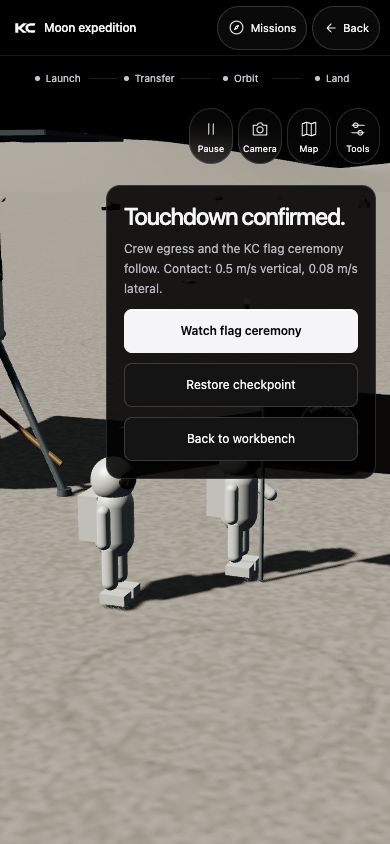 KC Moon expedition
Missions
Back
Launch
Transfer
Orbit
Land
Pause
Camera
Map
Tools
Touchdown confirmed.
Crew egress and the KC flag ceremony
follow. Contact: 0.5 m/s vertical, 0.08 m/s
lateral.
Watch flag ceremony
Restore checkpoint
Back to workbench